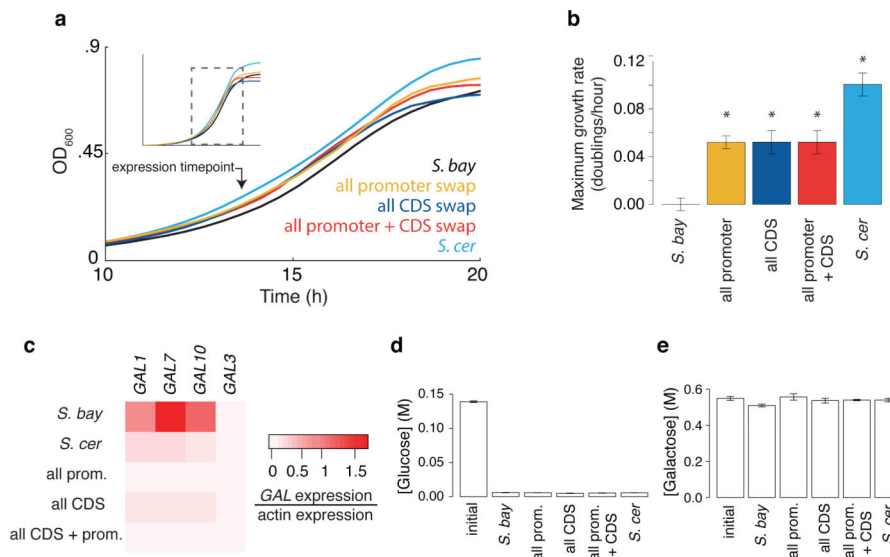 a
.9
OD600
.45
0
expression timepoint
S. bay
all promoter swap
all CDS swap
all promoter + CDS swap
S. cer
10
15
20
Time (h)
b
Maximum growth rate
(doublings/hour)
0.12
0.08
0.04
0.00
*
*
*
*
S. bay
all promoter
all CDS
all promoter
+ CDS
S. cer
c
GAL1
GAL7
GAL10
GAL3
S. bay
S. cer
all prom.
all CDS
all CDS + prom.
0 0.5 1 1.5
GAL expression
actin expression
d
[Glucose] (M)
0.15
0.10
0.05
0.00
initial
S. bay
all prom.
all CDS
all prom.
+ CDS
S. cer
e
[Galactose] (M)
0.6
0.4
0.2
0.0
initial
S. bay
all prom.
all CDS
all prom.
+ CDS
S. cer